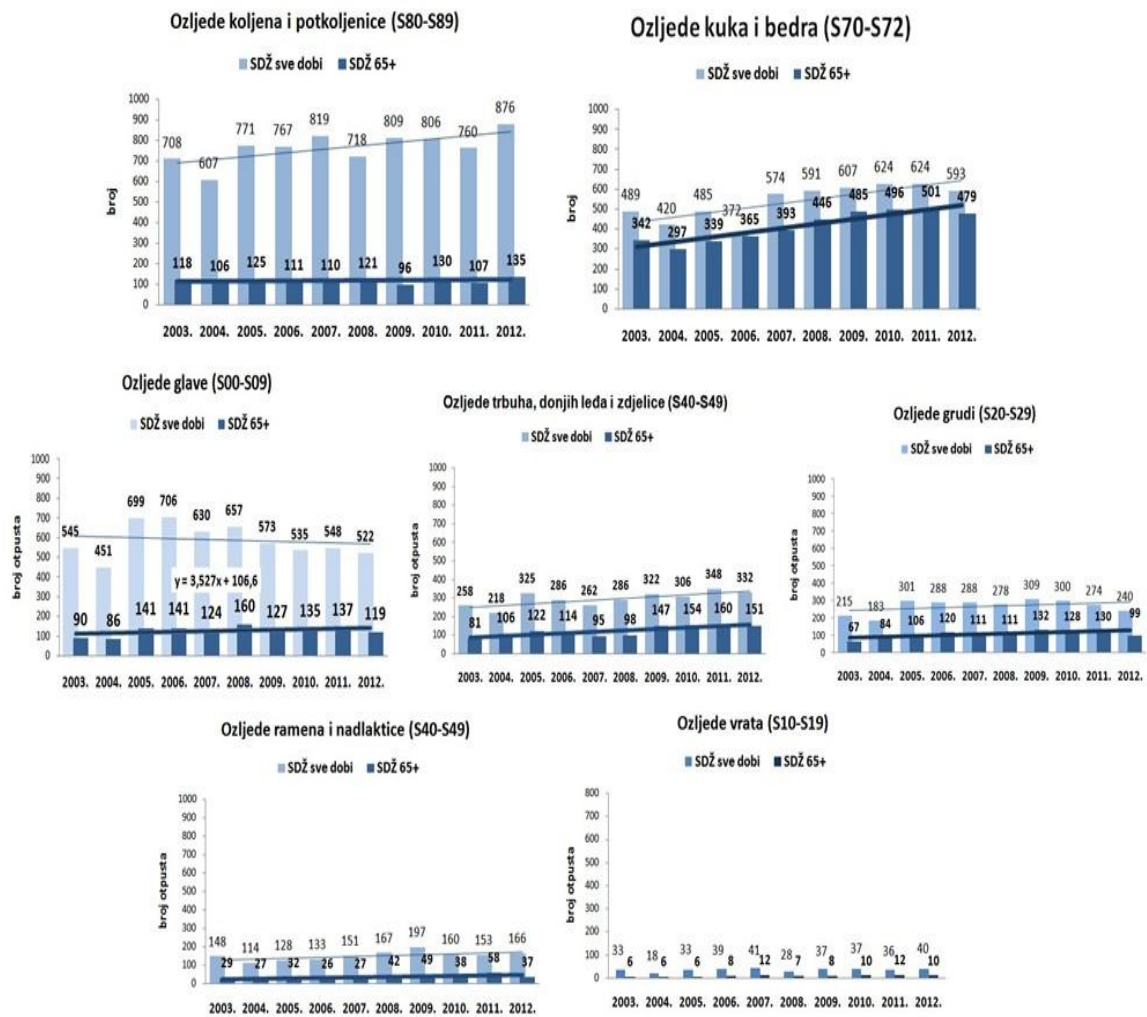 Ozljede koljena i potkoljenice (S80-S89)
SDŽ sve dobi SDŽ 65+
broj
1000
900
800
700
600
500
400
300
200
100
0
708 607 771 767 819 718 809 806 760 876
118 106 125 111 110 121 96 130 107 135
2003. 2004. 2005. 2006. 2007. 2008. 2009. 2010. 2011. 2012.
Ozljede kuka i bedra (S70-S72)
SDŽ sve dobi SDŽ 65+
broj
1000
900
800
700
600
500
400
300
200
100
0
489 420 485 372 574 591 607 624 624 593
342 297 339 365 393 446 485 496 501 479
2003. 2004. 2005. 2006. 2007. 2008. 2009. 2010. 2011. 2012.
Ozljede glave (S00-S09)
SDŽ sve dobi SDŽ 65+
broj otpusta
1000
900
800
700
600
500
400
300
200
100
0
545 451 699 706 630 657 573 535 548 522
y = 3,527x + 106,6
90 86 141 141 124 160 127 135 137 119
2003. 2004. 2005. 2006. 2007. 2008. 2009. 2010. 2011. 2012.
Ozljede trbuha, donjih leđa i zdjelice (S40-S49)
SDŽ sve dobi SDŽ 65+
broj otpusta
1000
900
800
700
600
500
400
300
200
100
0
258 218 325 286 262 286 322 306 348 332
81 106 122 114 95 98 147 154 160 151
2003. 2004. 2005. 2006. 2007. 2008. 2009. 2010. 2011. 2012.
Ozljede grudi (S20-S29)
SDŽ sve dobi SDŽ 65+
broj otpusta
1000
900
800
700
600
500
400
300
200
100
0
215 183 301 288 288 278 309 300 274 240
67 84 106 120 111 111 132 128 130 99
2003. 2004. 2005. 2006. 2007. 2008. 2009. 2010. 2011. 2012.
Ozljede ramena i nadlaktice (S40-S49)
SDŽ sve dobi SDŽ 65+
broj otpusta
1000
900
800
700
600
500
400
300
200
100
0
148 114 128 133 151 167 197 160 153 166
29 27 32 26 27 42 49 38 58 37
2003. 2004. 2005. 2006. 2007. 2008. 2009. 2010. 2011. 2012.
Ozljede vrata (S10-S19)
SDŽ sve dobi SDŽ 65+
broj otpusta
800
700
600
500
400
300
200
100
0
33 18 33 39 41 28 37 37 36 40
6 6 6 8 12 7 8 10 12 10
2003. 2004. 2005. 2006. 2007. 2008. 2009. 2010. 2011. 2012.